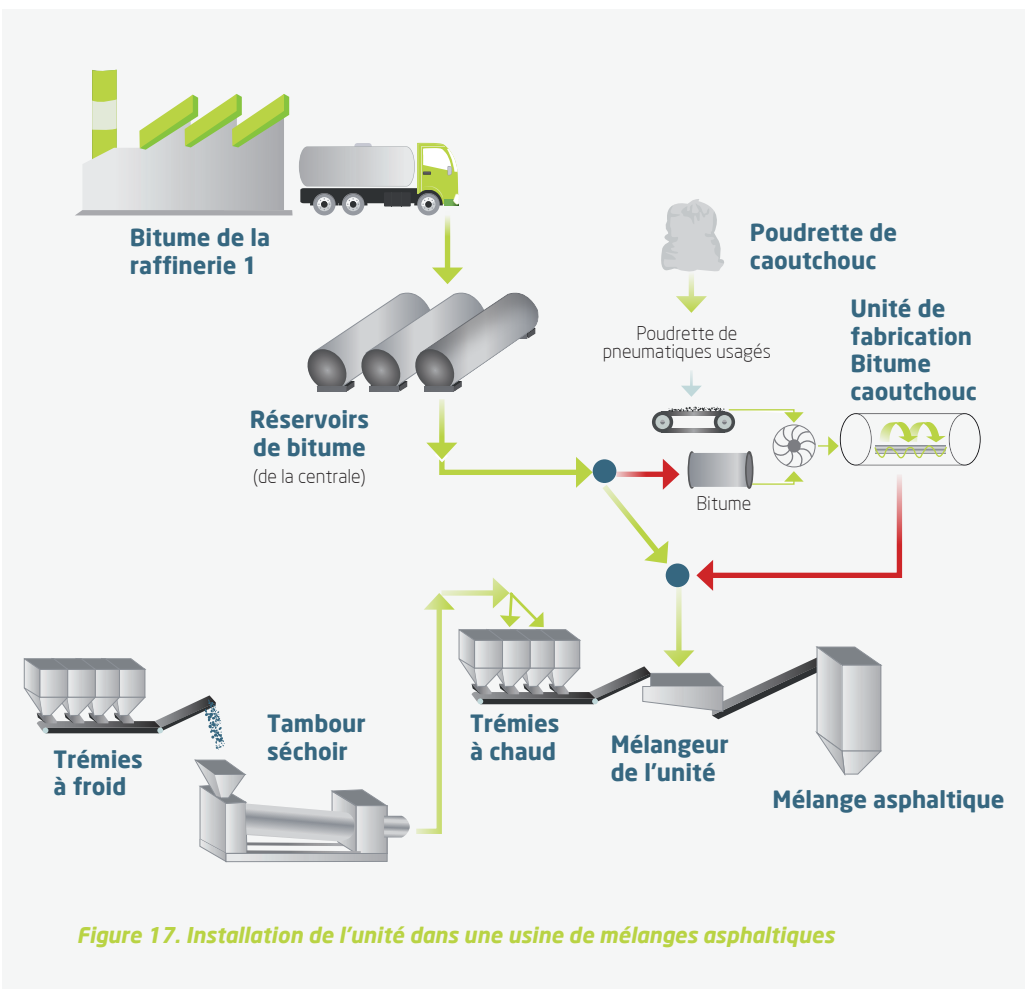 Bitume de la
raffinerie 1
Poudrette de
caoutchouc
Poudrette de
pneumatiques usagés
Unité de
fabrication
Bitume
caoutchouc
Réservoirs
de bitume
(de la centrale)
Bitume
Trémies
à froid
Tambour
séchoir
Trémies
à chaud
Mélangeur
de l'unité
Mélange asphaltique
Figure 17. Installation de l'unité dans une usine de mélanges asphaltiques